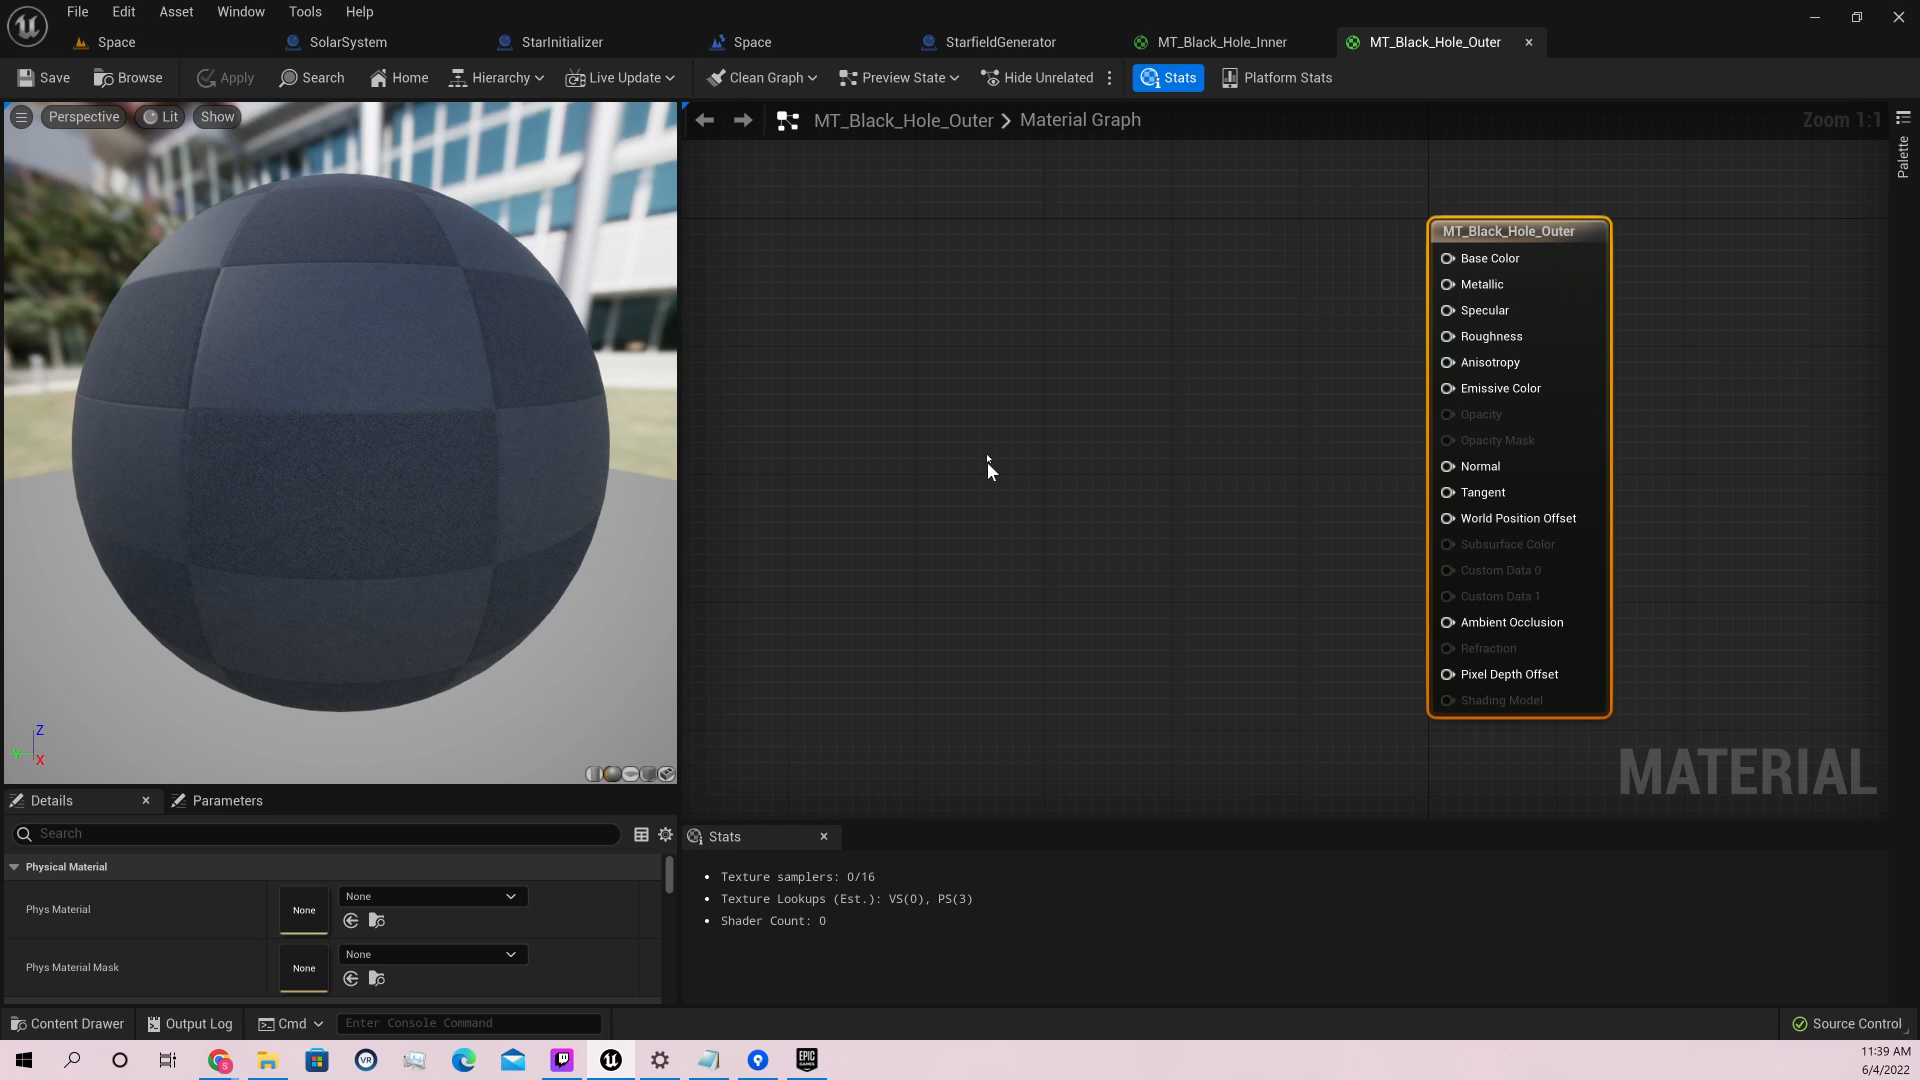 File Edit Asset Window Tools Help
Space SolarSystem StarInitializer Space StarfieldGenerator MT_Black_Hole_Inner MT_Black_Hole_Outer
Save Browse Apply Search Home Hierarchy Live Update Clean Graph Preview State Hide Unrelated Stats Platform Stats
Perspective Lit Show
MT_Black_Hole_Outer > Material Graph
Zoom 1:1
Palette
MT_Black_Hole_Outer
Base Color
Metallic
Specular
Roughness
Anisotropy
Emissive Color
Opacity
Opacity Mask
Normal
Tangent
World Position Offset
Subsurface Color
Custom Data 0
Custom Data 1
Ambient Occlusion
Refraction
Pixel Depth Offset
Shading Model
MATERIAL
Z
Y
X
Details Parameters
Search
Physical Material
Phys Material None None
Phys Material Mask None None
Stats
Texture samplers: 0/16
Texture Lookups (Est.): VS(0), PS(3)
Shader Count: 0
Content Drawer Output Log Cmd Enter Console Command Source Control
VR
EPIC GAMES
11:39 AM
6/4/2022